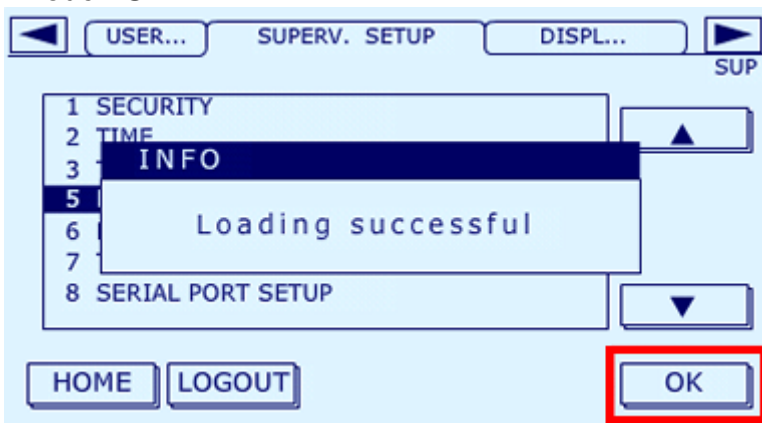 USER... SUPERV. SETUP DISPL...
SUP
1 SECURITY
2 TIME
3
INFO
5
Loading successful
6
7
8 SERIAL PORT SETUP
HOME LOGOUT OK